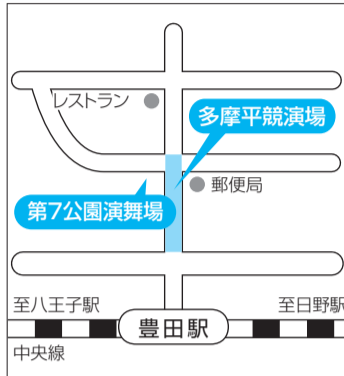 レストラン
多摩平競演場
郵便局
第7公園演舞場
至八王子駅
至日野駅
豊田駅
中央線